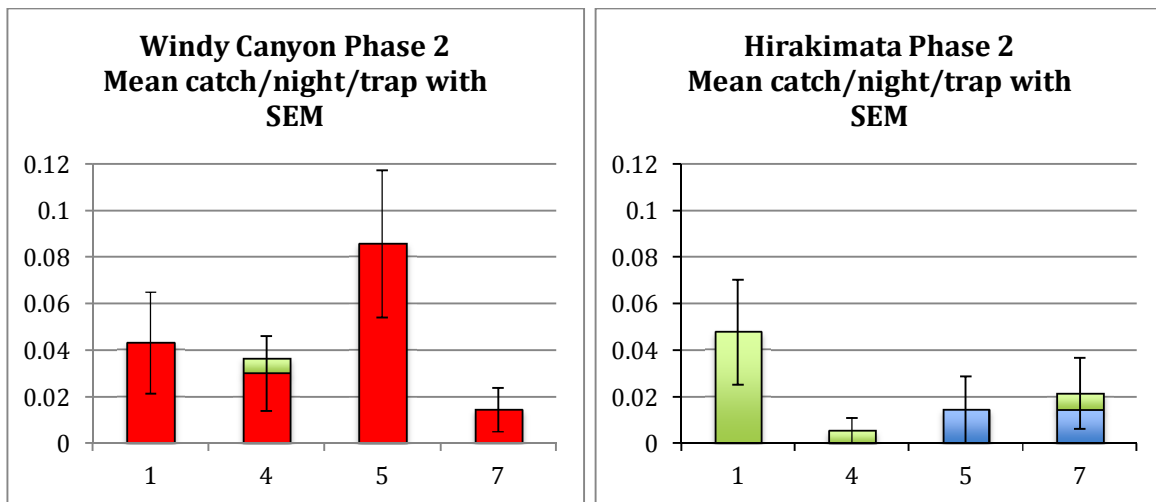 Windy Canyon Phase 2
Mean catch/night/trap with
SEM
0.12
0.1
0.08
0.06
0.04
0.02
0
1 4 5 7
Hirakimata Phase 2
Mean catch/night/trap with
SEM
0.12
0.1
0.08
0.06
0.04
0.02
0
1 4 5 7